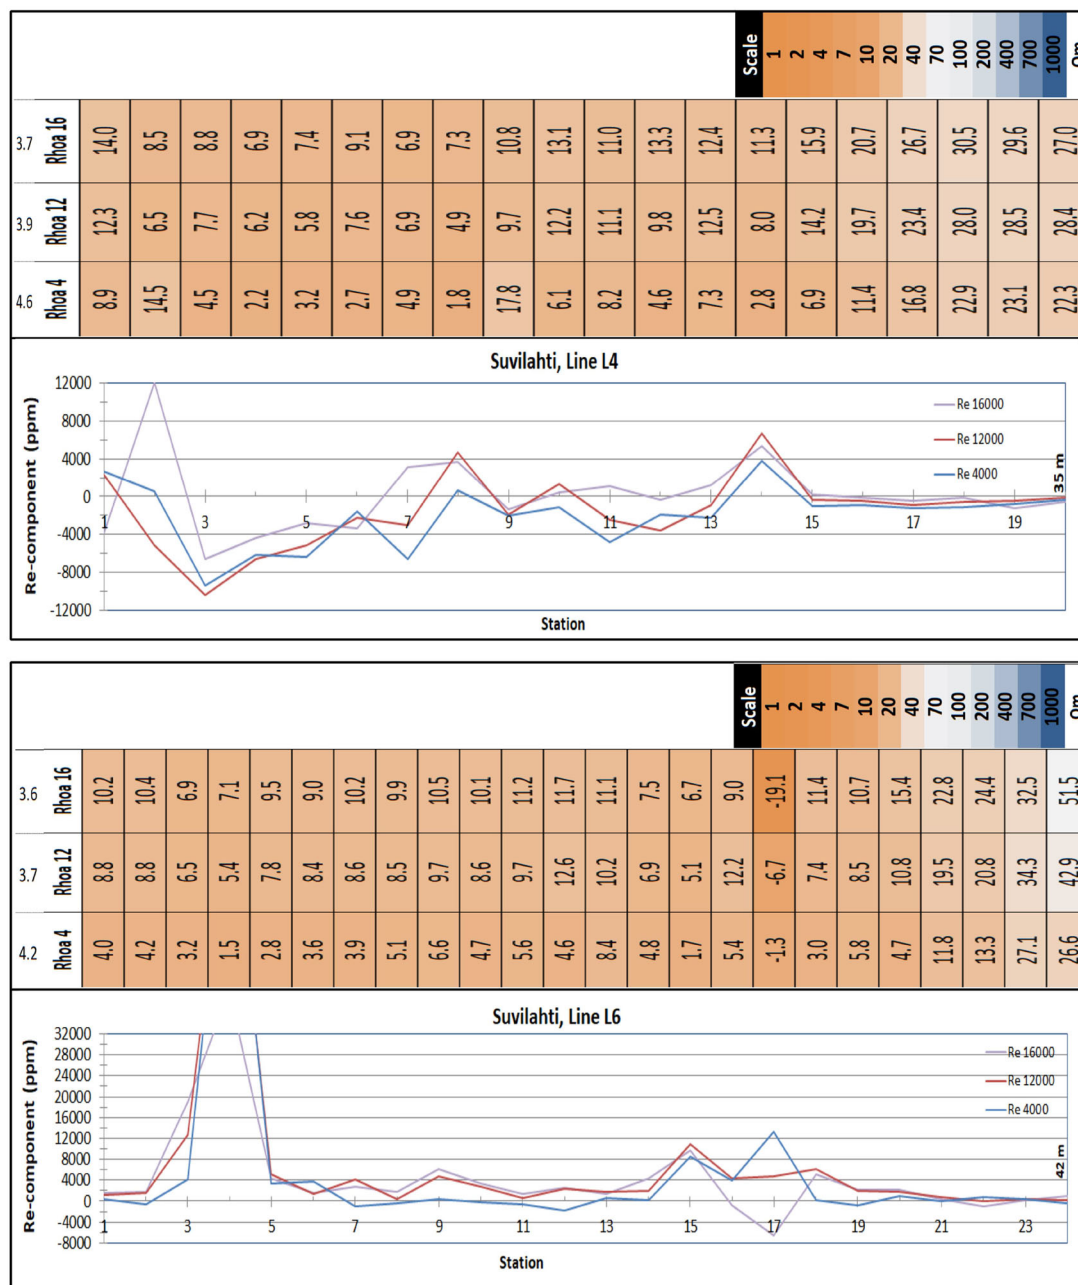 Scale 1 2 4 7 10 20 40 70 100 200 400 700 1000 Om
3.7 Rhoa 16 14.0 8.5 8.8 6.9 7.4 9.1 6.9 7.3 10.8 13.1 11.0 13.3 12.4 11.3 15.9 20.7 26.7 30.5 29.6 27.0
3.9 Rhoa 12 12.3 6.5 7.7 6.2 5.8 7.6 6.9 4.9 9.7 12.2 11.1 9.8 12.5 8.0 14.2 19.7 23.4 28.0 28.5 28.4
4.6 Rhoa 4 8.9 14.5 4.5 2.2 3.2 2.7 4.9 1.8 17.8 6.1 8.2 4.6 7.3 2.8 6.9 11.4 16.8 22.9 23.1 22.3
Suvilahti, Line L4
Re-component (ppm)
12000
8000
4000
0
-4000
-8000
-12000
Re 16000
Re 12000
Re 4000
35 m
1 3 5 7 9 11 13 15 17 19
Station
Scale 1 2 4 7 10 20 40 70 100 200 400 700 1000 Om
3.6 Rhoa 16 10.2 10.4 6.9 7.1 9.5 9.0 10.2 9.9 10.5 10.1 11.2 11.7 11.1 7.5 6.7 9.0 -19.1 11.4 10.7 15.4 22.8 24.4 32.5 51.5
3.7 Rhoa 12 8.8 8.8 6.5 5.4 7.8 8.4 8.6 8.5 9.7 8.6 9.7 12.6 10.2 6.9 5.1 12.2 -6.7 7.4 8.5 10.8 19.5 20.8 34.3 42.9
4.2 Rhoa 4 4.0 4.2 3.2 1.5 2.8 3.6 3.9 5.1 6.6 4.7 5.6 4.6 8.4 4.8 1.7 5.4 -1.3 3.0 5.8 4.7 11.8 13.3 27.1 26.6
Suvilahti, Line L6
Re-component (ppm)
32000
28000
24000
20000
16000
12000
8000
4000
0
-4000
-8000
Re 16000
Re 12000
Re 4000
42 m
1 3 5 7 9 11 13 15 17 19 21 23
Station